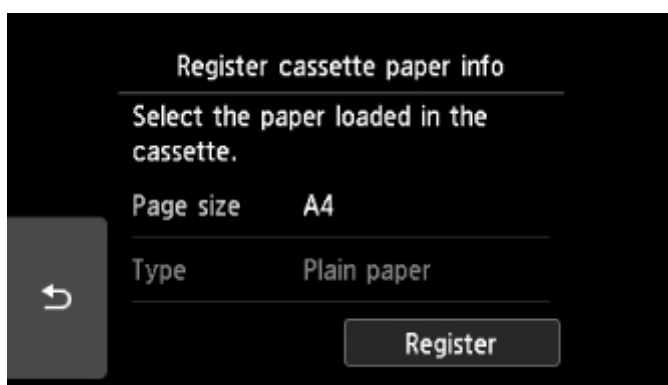 Register cassette paper info
Select the paper loaded in the
cassette.
Page size A4
Type Plain paper
Register